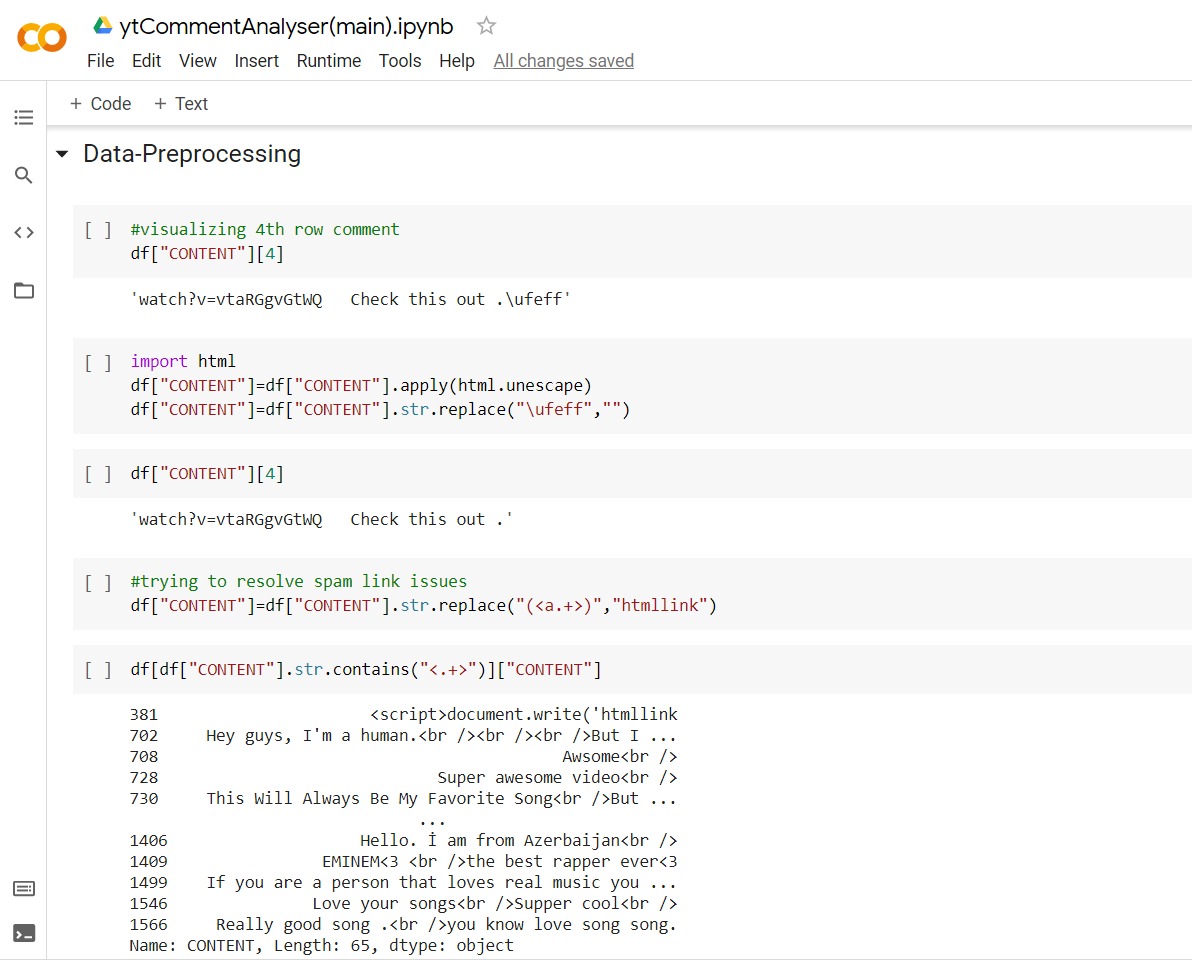 ytCommentAnalyser(main).ipynb
File Edit View Insert Runtime Tools Help All changes saved
+ Code + Text
Data-Preprocessing
[ ] #visualizing 4th row comment
df["CONTENT"][4]
'watch?v=vtaRGgvGtWQ   Check this out .\ufeff'
[ ] import html
df["CONTENT"]=df["CONTENT"].apply(html.unescape)
df["CONTENT"]=df["CONTENT"].str.replace("\ufeff","")
[ ] df["CONTENT"][4]
'watch?v=vtaRGgvGtWQ   Check this out .'
[ ] #trying to resolve spam link issues
df["CONTENT"]=df["CONTENT"].str.replace("(<a.+>)","htmllink")
[ ] df[df["CONTENT"].str.contains("<.+>")]["CONTENT"]
381 <script>document.write('htmllink
702 Hey guys, I'm a human.<br /><br /><br />But I ...
708 Awsome<br />
728 Super awesome video<br />
730 This Will Always Be My Favorite Song<br />But ...
...
1406 Hello. İ am from Azerbaijan<br />
1409 EMINEM<3 <br />the best rapper ever<3
1499 If you are a person that loves real music you ...
1546 Love your songs<br />Supper cool<br />
1566 Really good song .<br />you know love song song.
Name: CONTENT, Length: 65, dtype: object